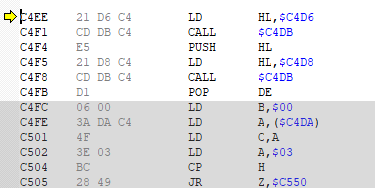 C4EE 21 D6 C4 LD HL,$C4D6
C4F1 CD DB C4 CALL $C4DB
C4F4 E5 PUSH HL
C4F5 21 D8 C4 LD HL,$C4D8
C4F8 CD DB C4 CALL $C4DB
C4FB D1 POP DE
C4FC 06 00 LD B,$00
C4FE 3A DA C4 LD A,($C4DA)
C501 4F LD C,A
C502 3E 03 LD A,$03
C504 BC CP H
C505 28 49 JR Z,$C550